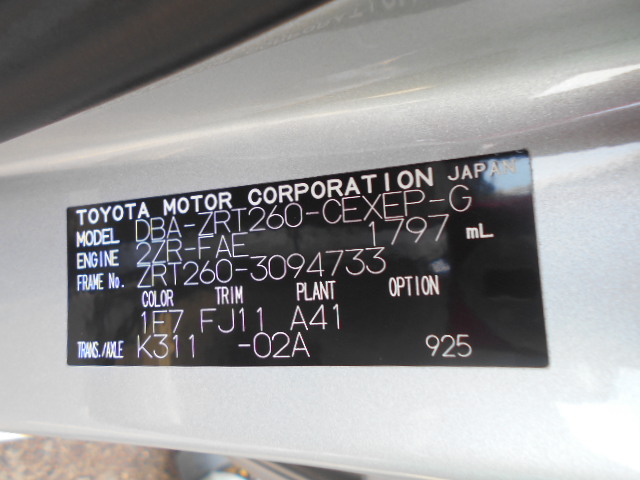 TOYOTA MOTOR CORPORATION JAPAN
MODEL DBA-ZRT260-CEXEP-G
ENGINE 2ZR-FAE 1797 mL
FRAME No. ZRT260-3094733
COLOR TRIM PLANT OPTION
1F7 FJ11 A41
TRANS./AXLE K311 -02A 925